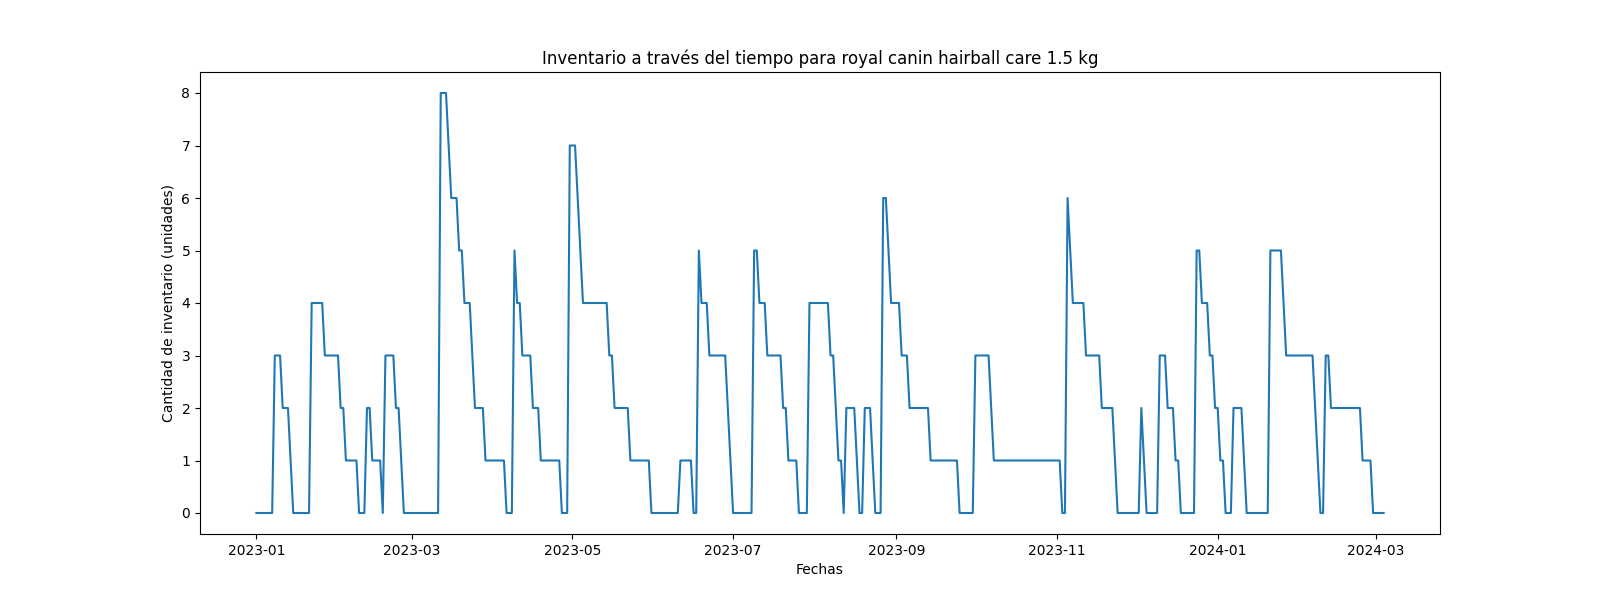 Inventario a través del tiempo para royal canin hairball care 1.5 kg
Cantidad de inventario (unidades)
8
7
6
5
4
3
2
1
0
2023-01 2023-03 2023-05 2023-07 2023-09 2023-11 2024-01 2024-03
Fechas